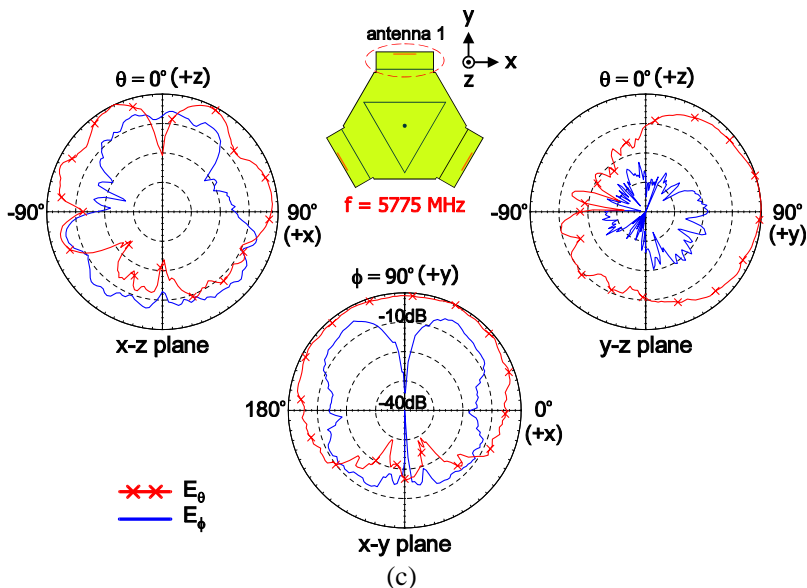 antenna 1
y
x
z
θ = 0° (+z)
θ = 0° (+z)
-90°
90°
(+x)
f = 5775 MHz
-90°
90°
(+y)
x-z plane
ϕ = 90° (+y)
y-z plane
-10dB
180°
-40dB
0°
(+x)
Eθ
Eϕ
x-y plane
(c)